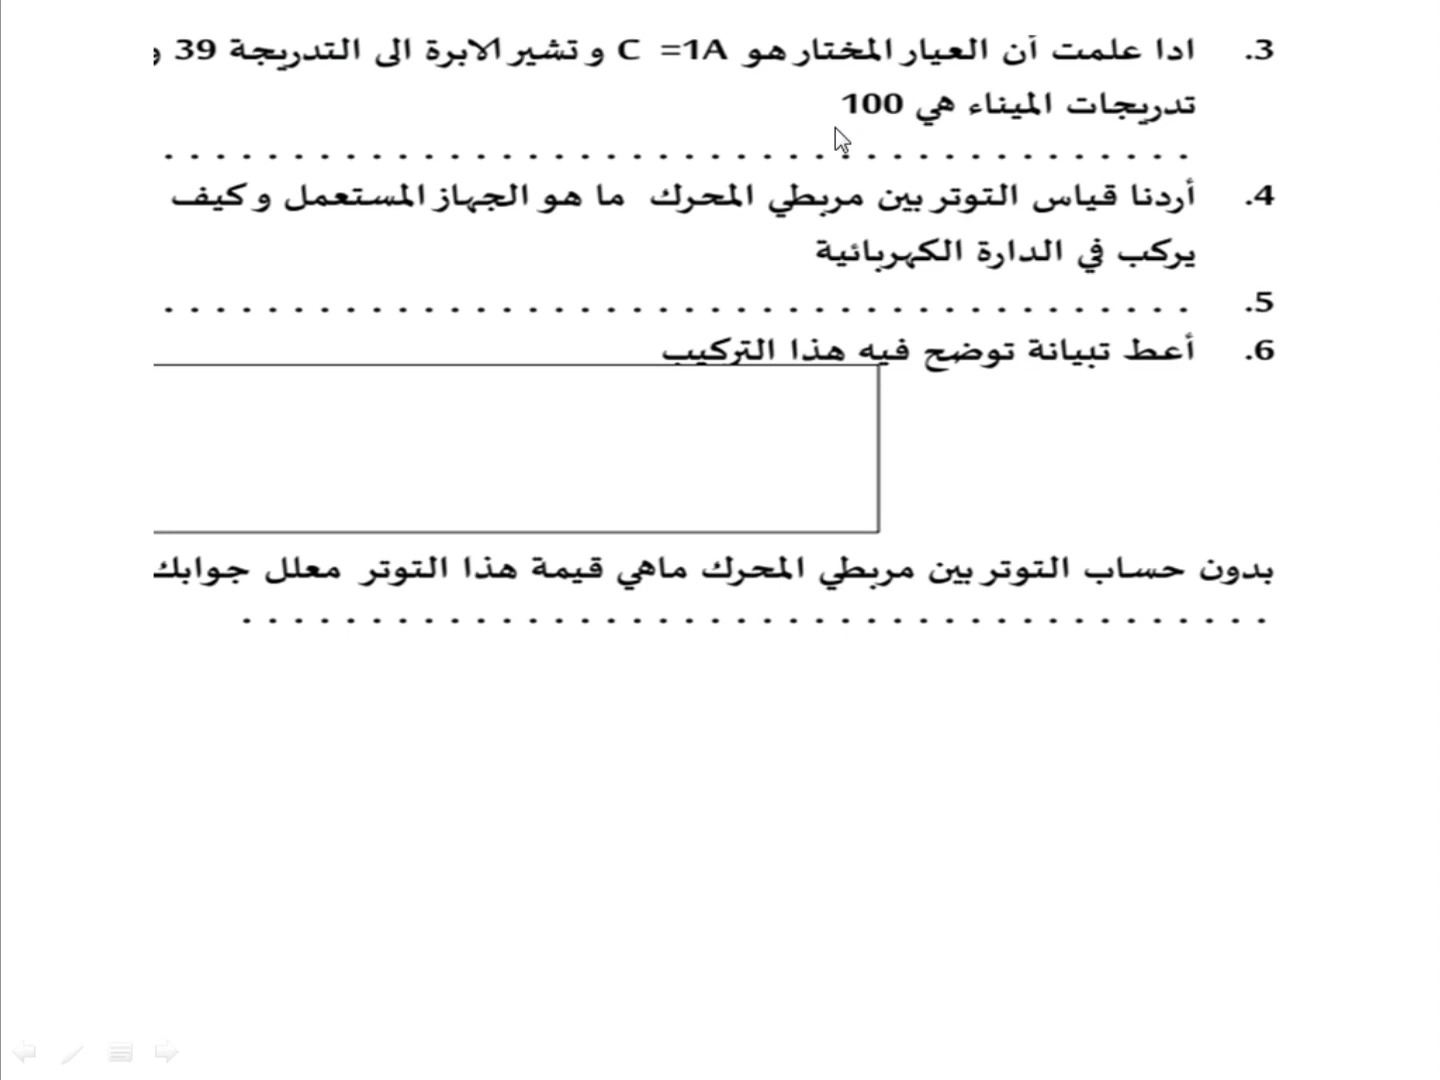 3. ادا علمت أن العيار المختار هو C =1A و تشير الابرة الى التدريجة 39 و
تدريجات الميناء هي 100
. . . . . . . . . . . . . . . . . . . . . . . . . . . . . . . . . . . . . . . .
4. أردنا قياس التوتر بين مربطي المحرك ما هو الجهاز المستعمل و كيف
يركب في الدارة الكهربائية
5. . . . . . . . . . . . . . . . . . . . . . . . . . . . . . . . . . . . . . . . .
6. أعط تبيانة توضح فيه هذا التركيب
بدون حساب التوتر بين مربطي المحرك ماهي قيمة هذا التوتر معلل جوابك
. . . . . . . . . . . . . . . . . . . . . . . . . . . . . . . . . . . . . . . .